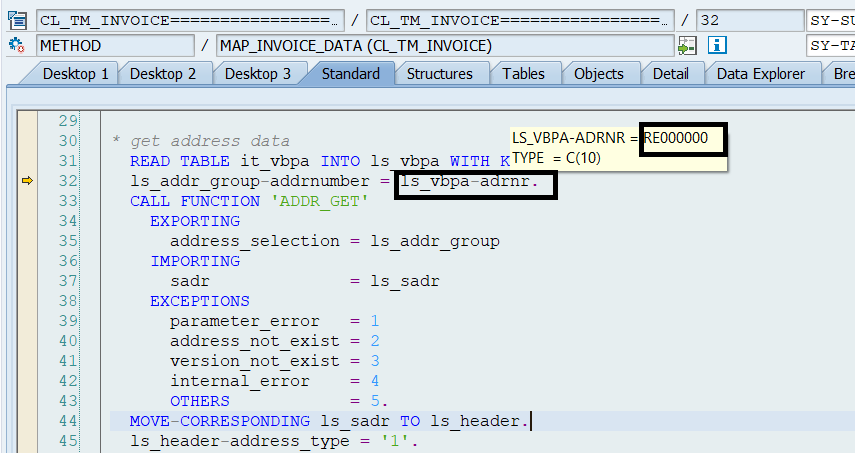 CL_TM_INVOICE================... / CL_TM_INVOICE================... / 32 SY-SU
METHOD / MAP_INVOICE_DATA (CL_TM_INVOICE) SY-TA
Desktop 1 Desktop 2 Desktop 3 Standard Structures Tables Objects Detail Data Explorer Bre
29
30 * get address data
LS_VBPA-ADRNR = RE000000
31 READ TABLE it_vbpa INTO ls_vbpa WITH K
TYPE = C(10)
32 ls_addr_group-addrnumber = ls_vbpa-adrnr.
33 CALL FUNCTION 'ADDR_GET'
34 EXPORTING
35 address_selection = ls_addr_group
36 IMPORTING
37 sadr = ls_sadr
38 EXCEPTIONS
39 parameter_error = 1
40 address_not_exist = 2
41 version_not_exist = 3
42 internal_error = 4
43 OTHERS = 5.
44 MOVE-CORRESPONDING ls_sadr TO ls_header.
45 ls_header-address_type = '1'.